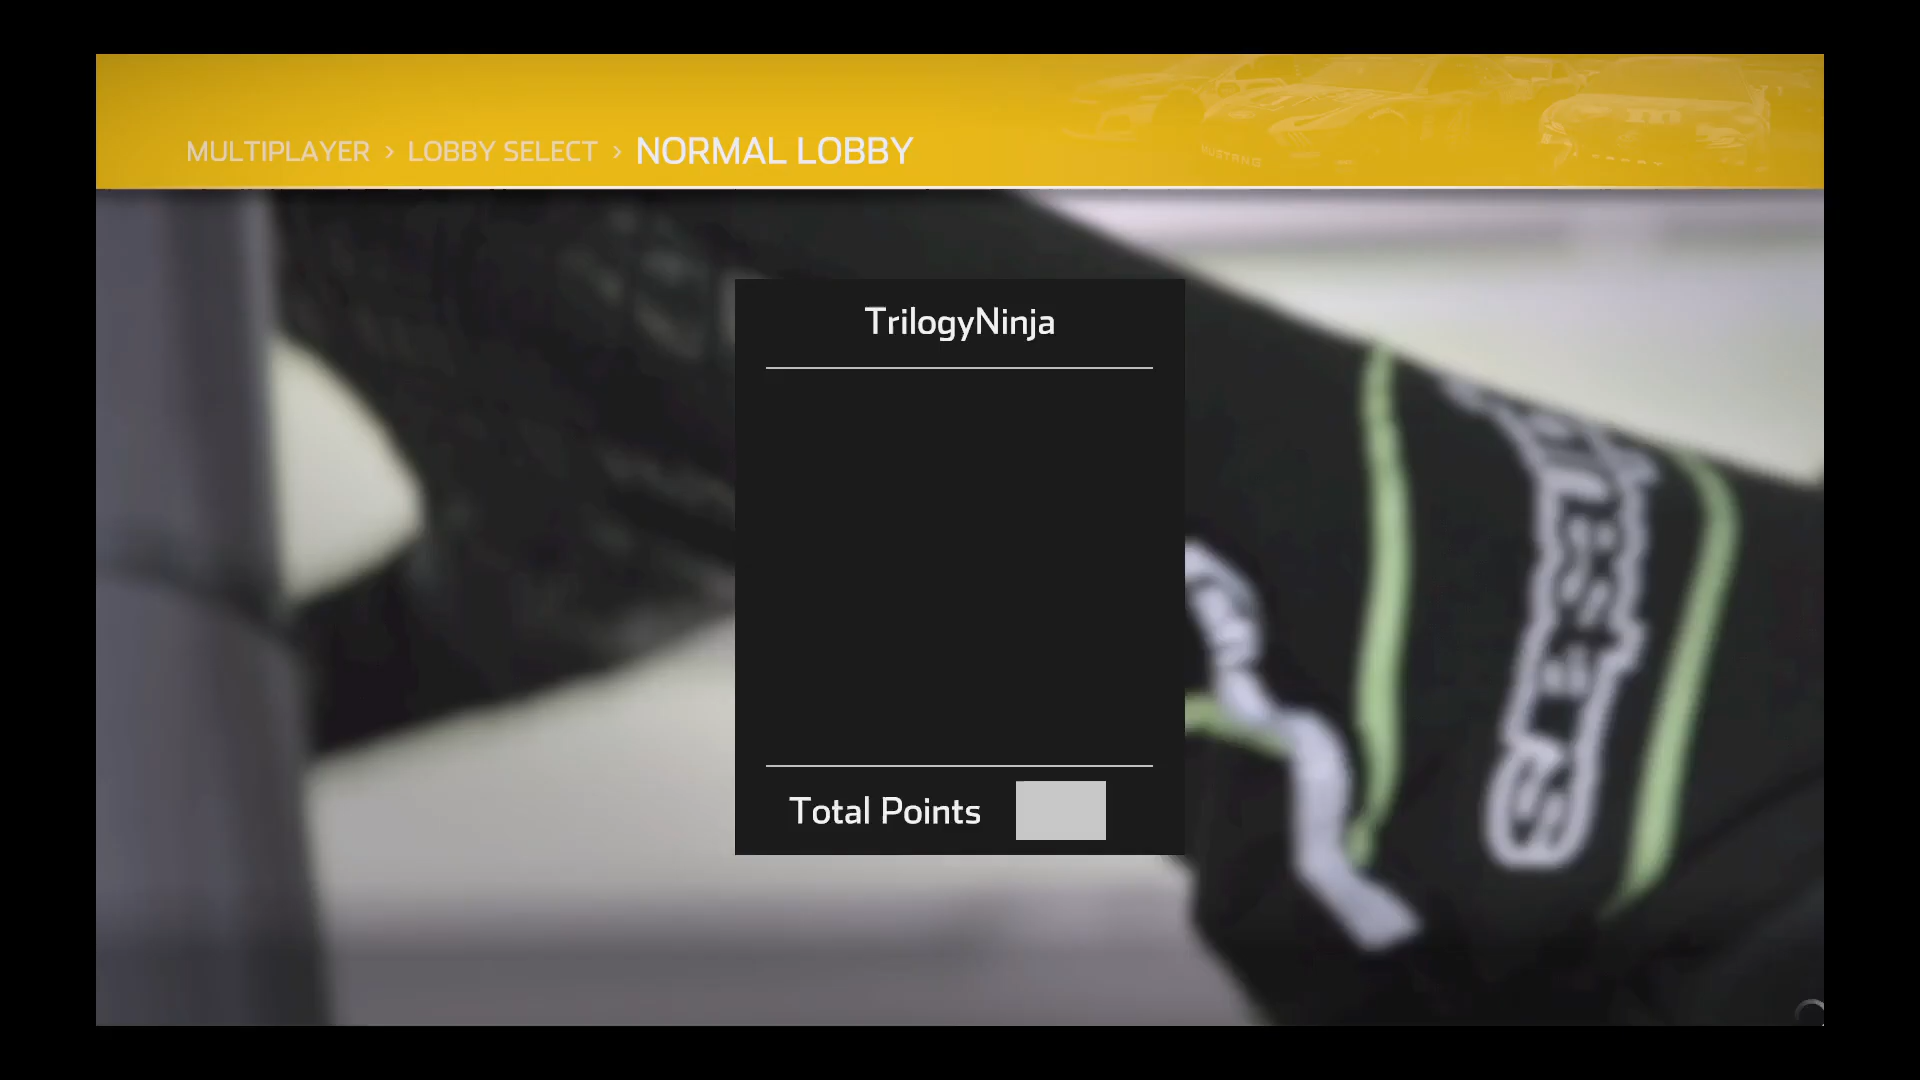 MULTIPLAYER > LOBBY SELECT > NORMAL LOBBY
TrilogyNinja
Total Points